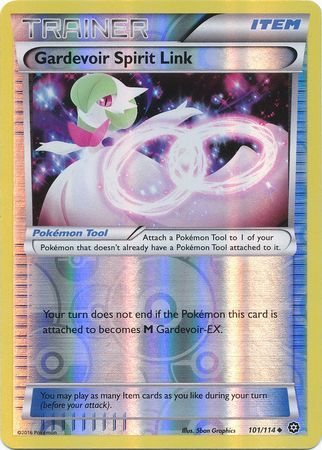 TRAINER
ITEM
Gardevoir Spirit Link
Pokémon Tool
Attach a Pokémon Tool to 1 of your
Pokémon that doesn't already have a Pokémon Tool attached to it.
Your turn does not end if the Pokémon this card is
attached to becomes M Gardevoir-EX.
You may play as many Item cards as you like during your turn
(before your attack).
©2016 Pokémon
Illus. 5ban Graphics
101/114